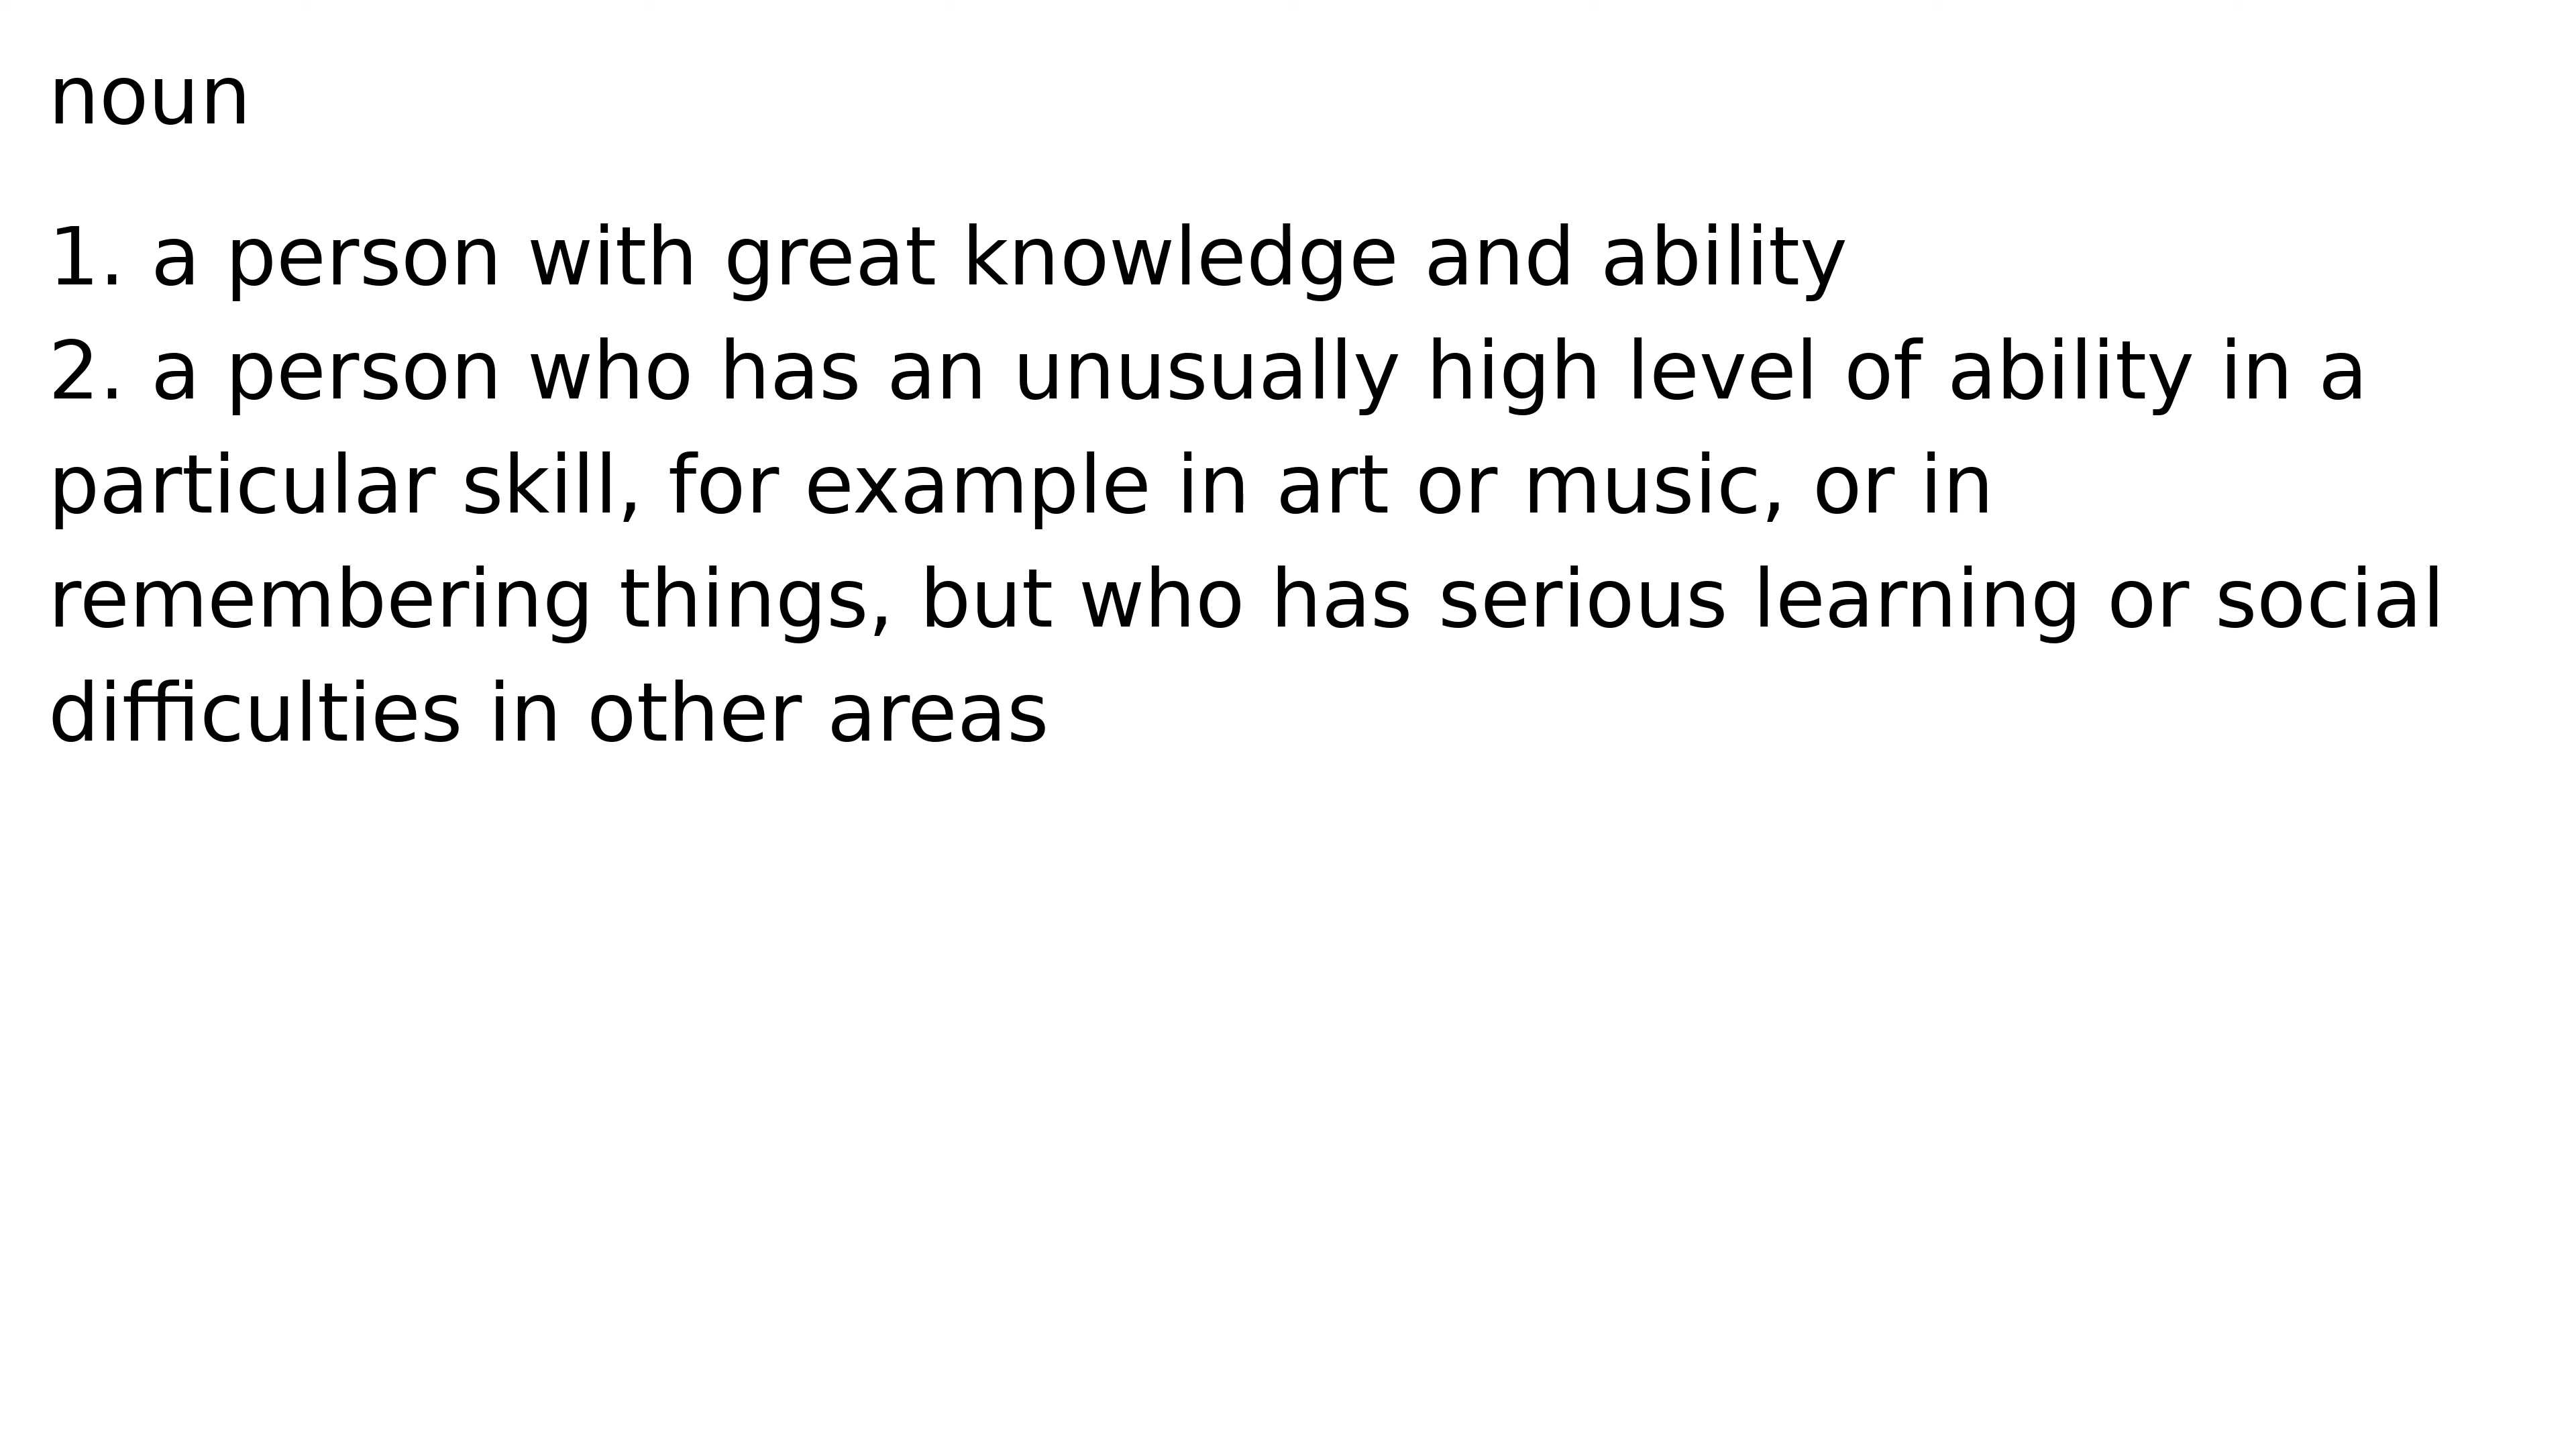 noun
1. a person with great knowledge and ability
2. a person who has an unusually high level of ability in a
particular skill, for example in art or music, or in
remembering things, but who has serious learning or social
difficulties in other areas